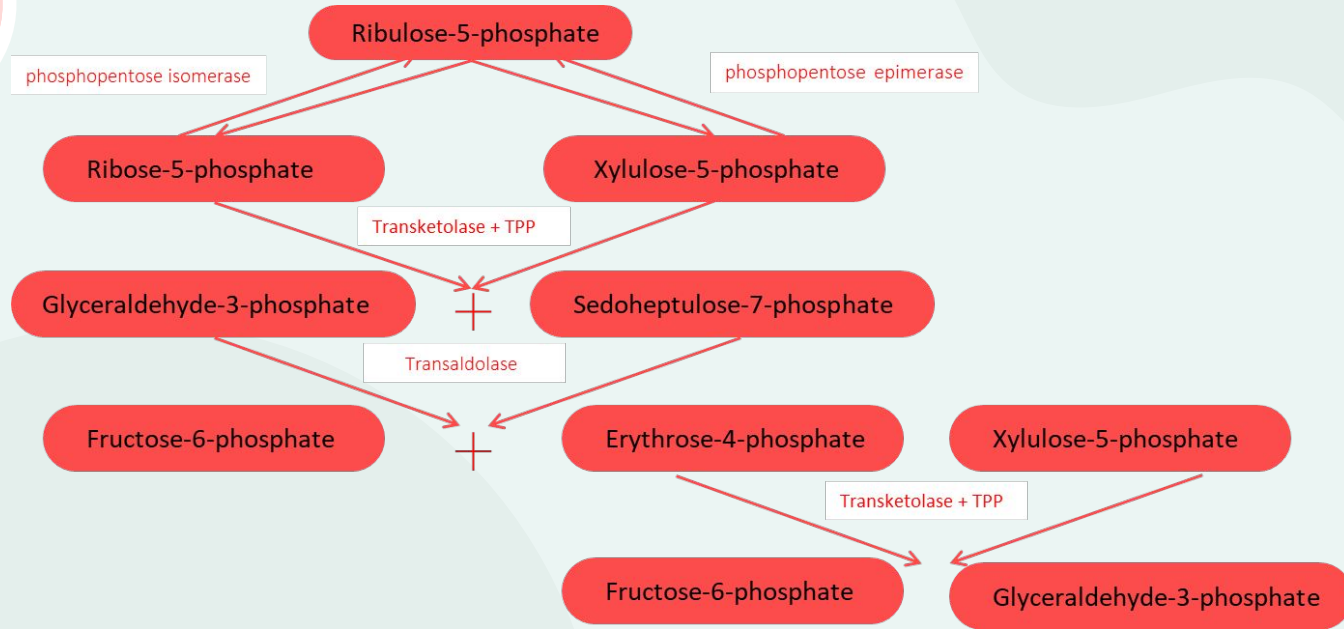 Ribulose-5-phosphate
phosphopentose isomerase
phosphopentose epimerase
Ribose-5-phosphate
Xylulose-5-phosphate
Transketolase + TPP
Glyceraldehyde-3-phosphate
+
Sedoheptulose-7-phosphate
Transaldolase
Fructose-6-phosphate
+
Erythrose-4-phosphate
Xylulose-5-phosphate
Transketolase + TPP
Fructose-6-phosphate
Glyceraldehyde-3-phosphate